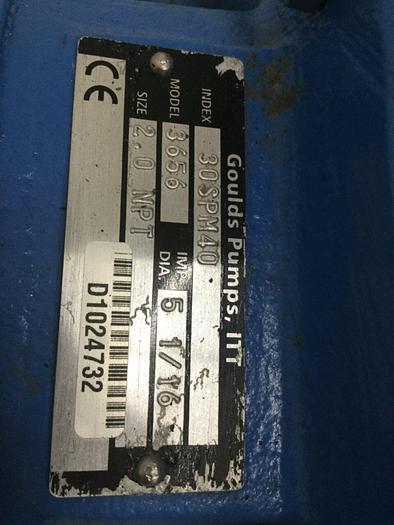 Goulds Pumps, ITT
INDEX 30SPM40
MODEL 3656 IMP. DIA. 5 1/16
SIZE 2.0 NPT
CE D1024732